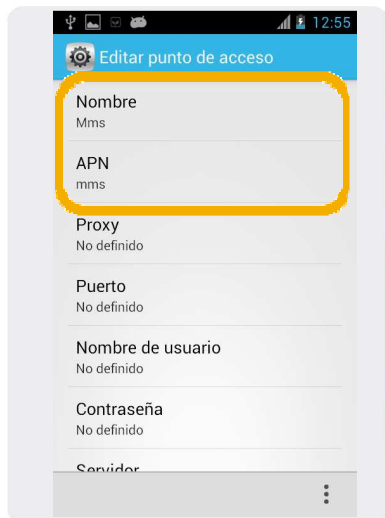 12:55
Editar punto de acceso
Nombre
Mms
APN
mms
Proxy
No definido
Puerto
No definido
Nombre de usuario
No definido
Contraseña
No definido
Servidor